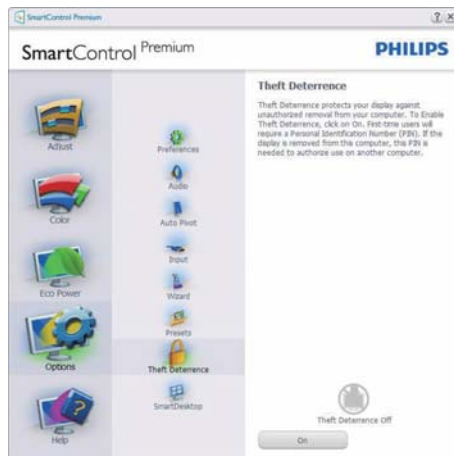 SmartControl Premium
SmartControl Premium
PHILIPS
Adjust
Color
Eco Power
Options
Help
Preferences
Audio
Auto Pivot
Input
Wizard
Presets
Theft Deterrence
SmartDesktop
Theft Deterrence
Theft Deterrence protects your display against
unauthorized removal from your computer. To Enable
Theft Deterrence, click on On. First-time users will
require a Personal Identification Number (PIN). If the
display is removed from this computer, this PIN is
needed to authorize use on another computer.
Theft Deterrence Off
On